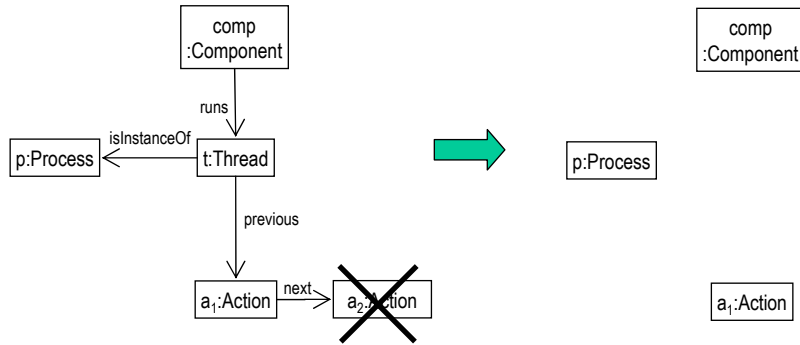 comp
:Component
comp
:Component
runs
isInstanceOf
p:Process
t:Thread
p:Process
previous
next
a₁:Action
a₂:Action
a₁:Action